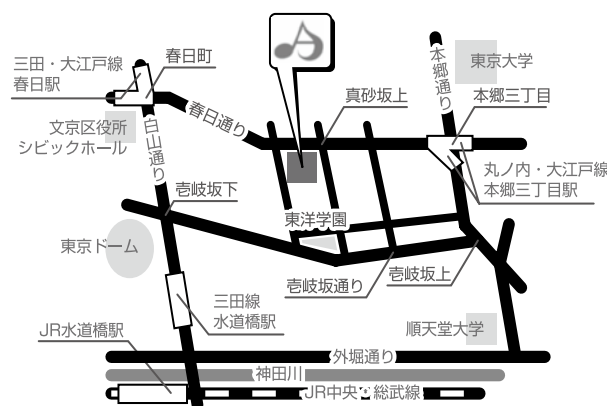 三田・大江戸線
春日駅
春日町
本郷通り
東京大学
真砂坂上
本郷三丁目
春日通り
文京区役所
シビックホール
白山通り
丸ノ内・大江戸線
本郷三丁目駅
壱岐坂下
東洋学園
東京ドーム
壱岐坂通り
壱岐坂上
三田線
水道橋駅
JR水道橋駅
順天堂大学
外堀通り
神田川
JR中央・総武線